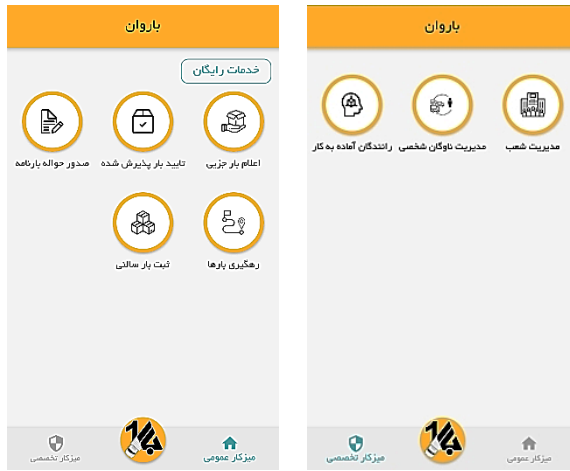 باروان
خدمات رایگان
اعلام بار جزیی
تایید بار پذیرش شده
صدور حواله بارنامه
رهگیری بارها
ثبت بار سالنی
میزکار عمومی
میزکار تخصصی
باروان
مدیریت شعب
مدیریت ناوگان شخصی
رانندگان آماده به کار
میزکار عمومی
میزکار تخصصی